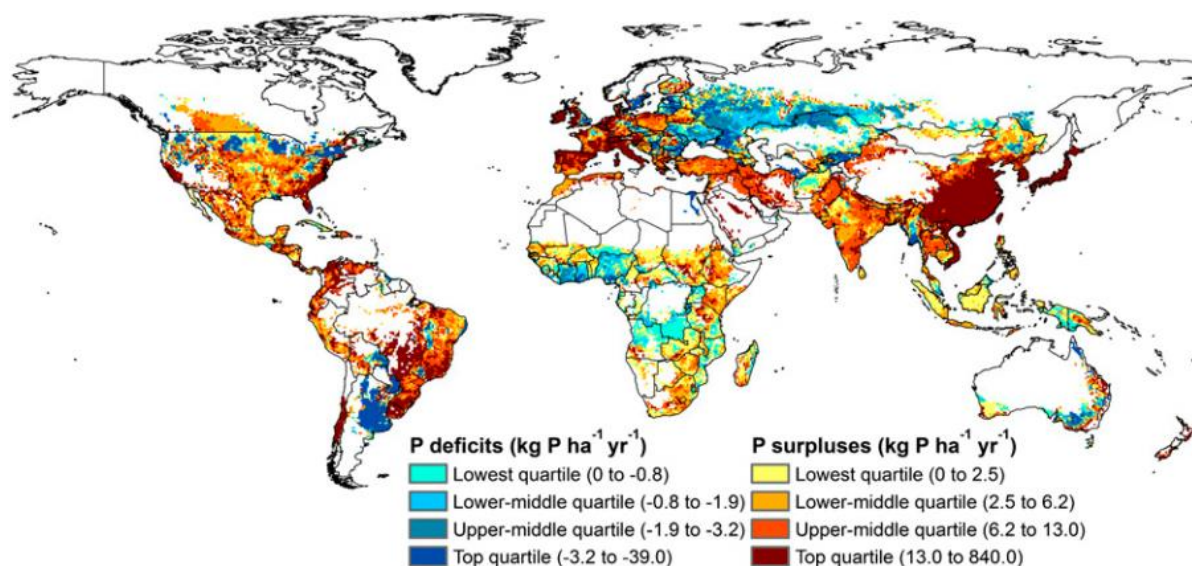 P deficits (kg P ha⁻¹ yr⁻¹)
Lowest quartile (0 to -0.8)
Lower-middle quartile (-0.8 to -1.9)
Upper-middle quartile (-1.9 to -3.2)
Top quartile (-3.2 to -39.0)
P surpluses (kg P ha⁻¹ yr⁻¹)
Lowest quartile (0 to 2.5)
Lower-middle quartile (2.5 to 6.2)
Upper-middle quartile (6.2 to 13.0)
Top quartile (13.0 to 840.0)